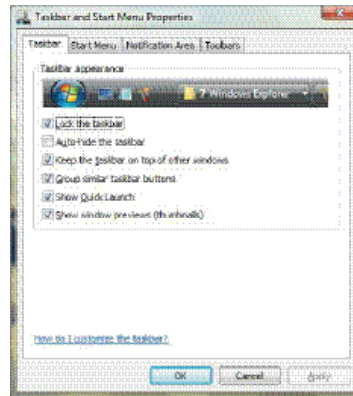 Taskbar and Start Menu Properties
Taskbar Start Menu Notification Area Toolbars
Taskbar appearance
7 Windows Explorer
Lock the taskbar
Auto-hide the taskbar
Keep the taskbar on top of other windows
Group similar taskbar buttons
Show Quick Launch
Show window previews (thumbnails)
How do I customize the taskbar?
OK Cancel Apply